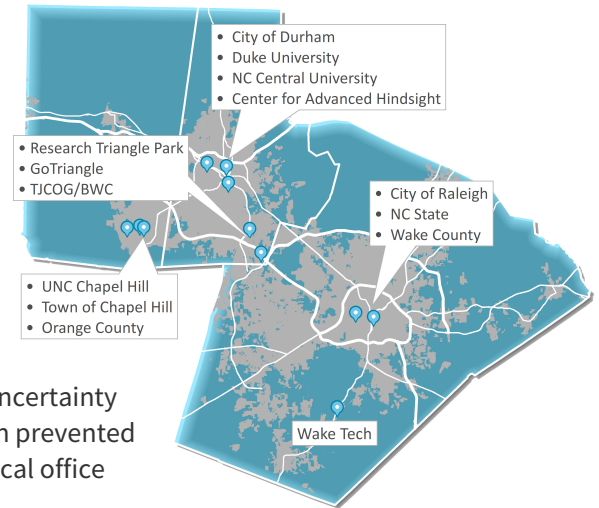 • City of Durham
• Duke University
• NC Central University
• Center for Advanced Hindsight
• Research Triangle Park
• GoTriangle
• TJCOG/BWC
• City of Raleigh
• NC State
• Wake County
• UNC Chapel Hill
• Town of Chapel Hill
• Orange County
ncertainty
prevented
cal office
Wake Tech